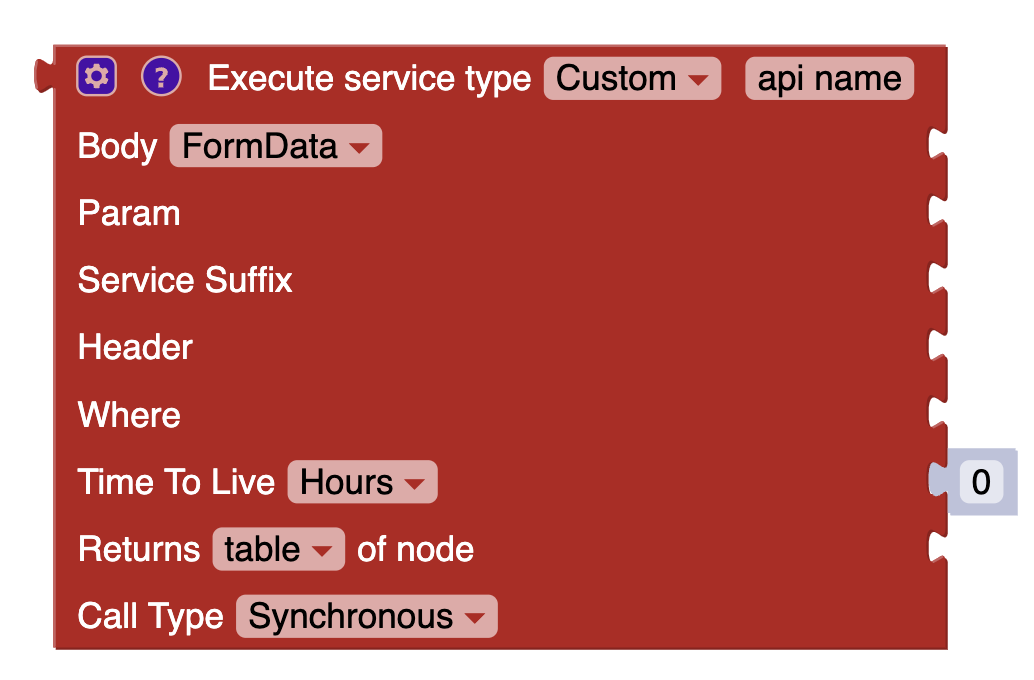 ? Execute service type Custom api name
Body FormData
Param
Service Suffix
Header
Where
Time To Live Hours 0
Returns table of node
Call Type Synchronous